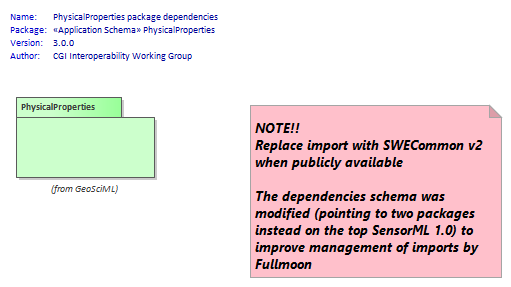 Name: PhysicalProperties package dependencies
Package: «Application Schema» PhysicalProperties
Version: 3.0.0
Author: CGI Interoperability Working Group
PhysicalProperties
(from GeoSciML)
NOTE!!
Replace import with SWECommon v2
when publicly available
The dependencies schema was
modified (pointing to two packages
instead on the top SensorML 1.0) to
improve management of imports by
Fullmoon